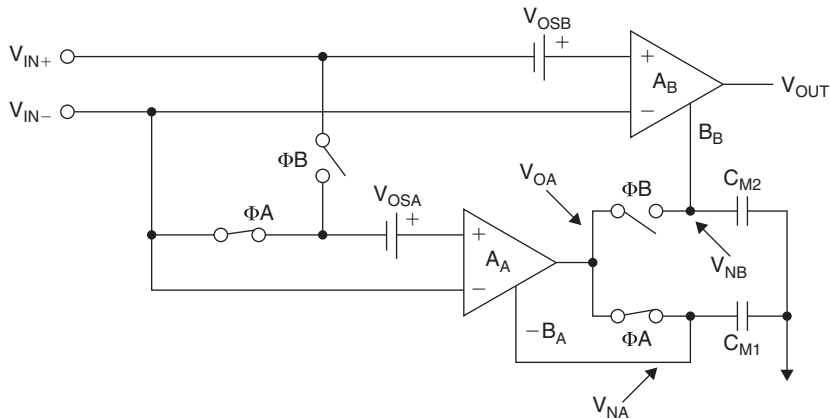 V_OSB
+
V_IN+
+
A_B
V_OUT
V_IN−
−
B_B
ΦB
V_OSA
+
V_OA
ΦB
C_M2
ΦA
+
A_A
V_NB
−
−B_A
ΦA
C_M1
V_NA